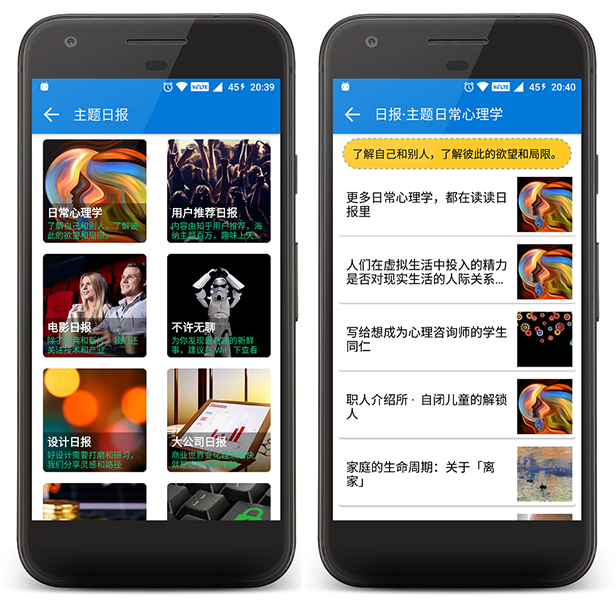 45 20:39
主题日报
日常心理学
了解自己和别人，了解彼
此的欲望和局限。
用户推荐日报
内容由知乎用户推荐，海
纳主题百万，趣味上天
电影日报
除了经典和新片，我们还
关注技术和产业
不许无聊
为你发现最有趣的新鲜
事，建议在 WiFi 下查看
设计日报
好设计需要打磨和研习，
我们分享灵感和路径
大公司日报
商业世界变化越来越快
就是
VoLTE 45 20:40
日报·主题日常心理学
了解自己和别人，了解彼此的欲望和局限。
更多日常心理学，都在读读日
报里
人们在虚拟生活中投入的精力
是否对现实生活的人际关系...
写给想成为心理咨询师的学生
同仁
职人介绍所 · 自闭儿童的解锁
人
家庭的生命周期：关于「离
家」